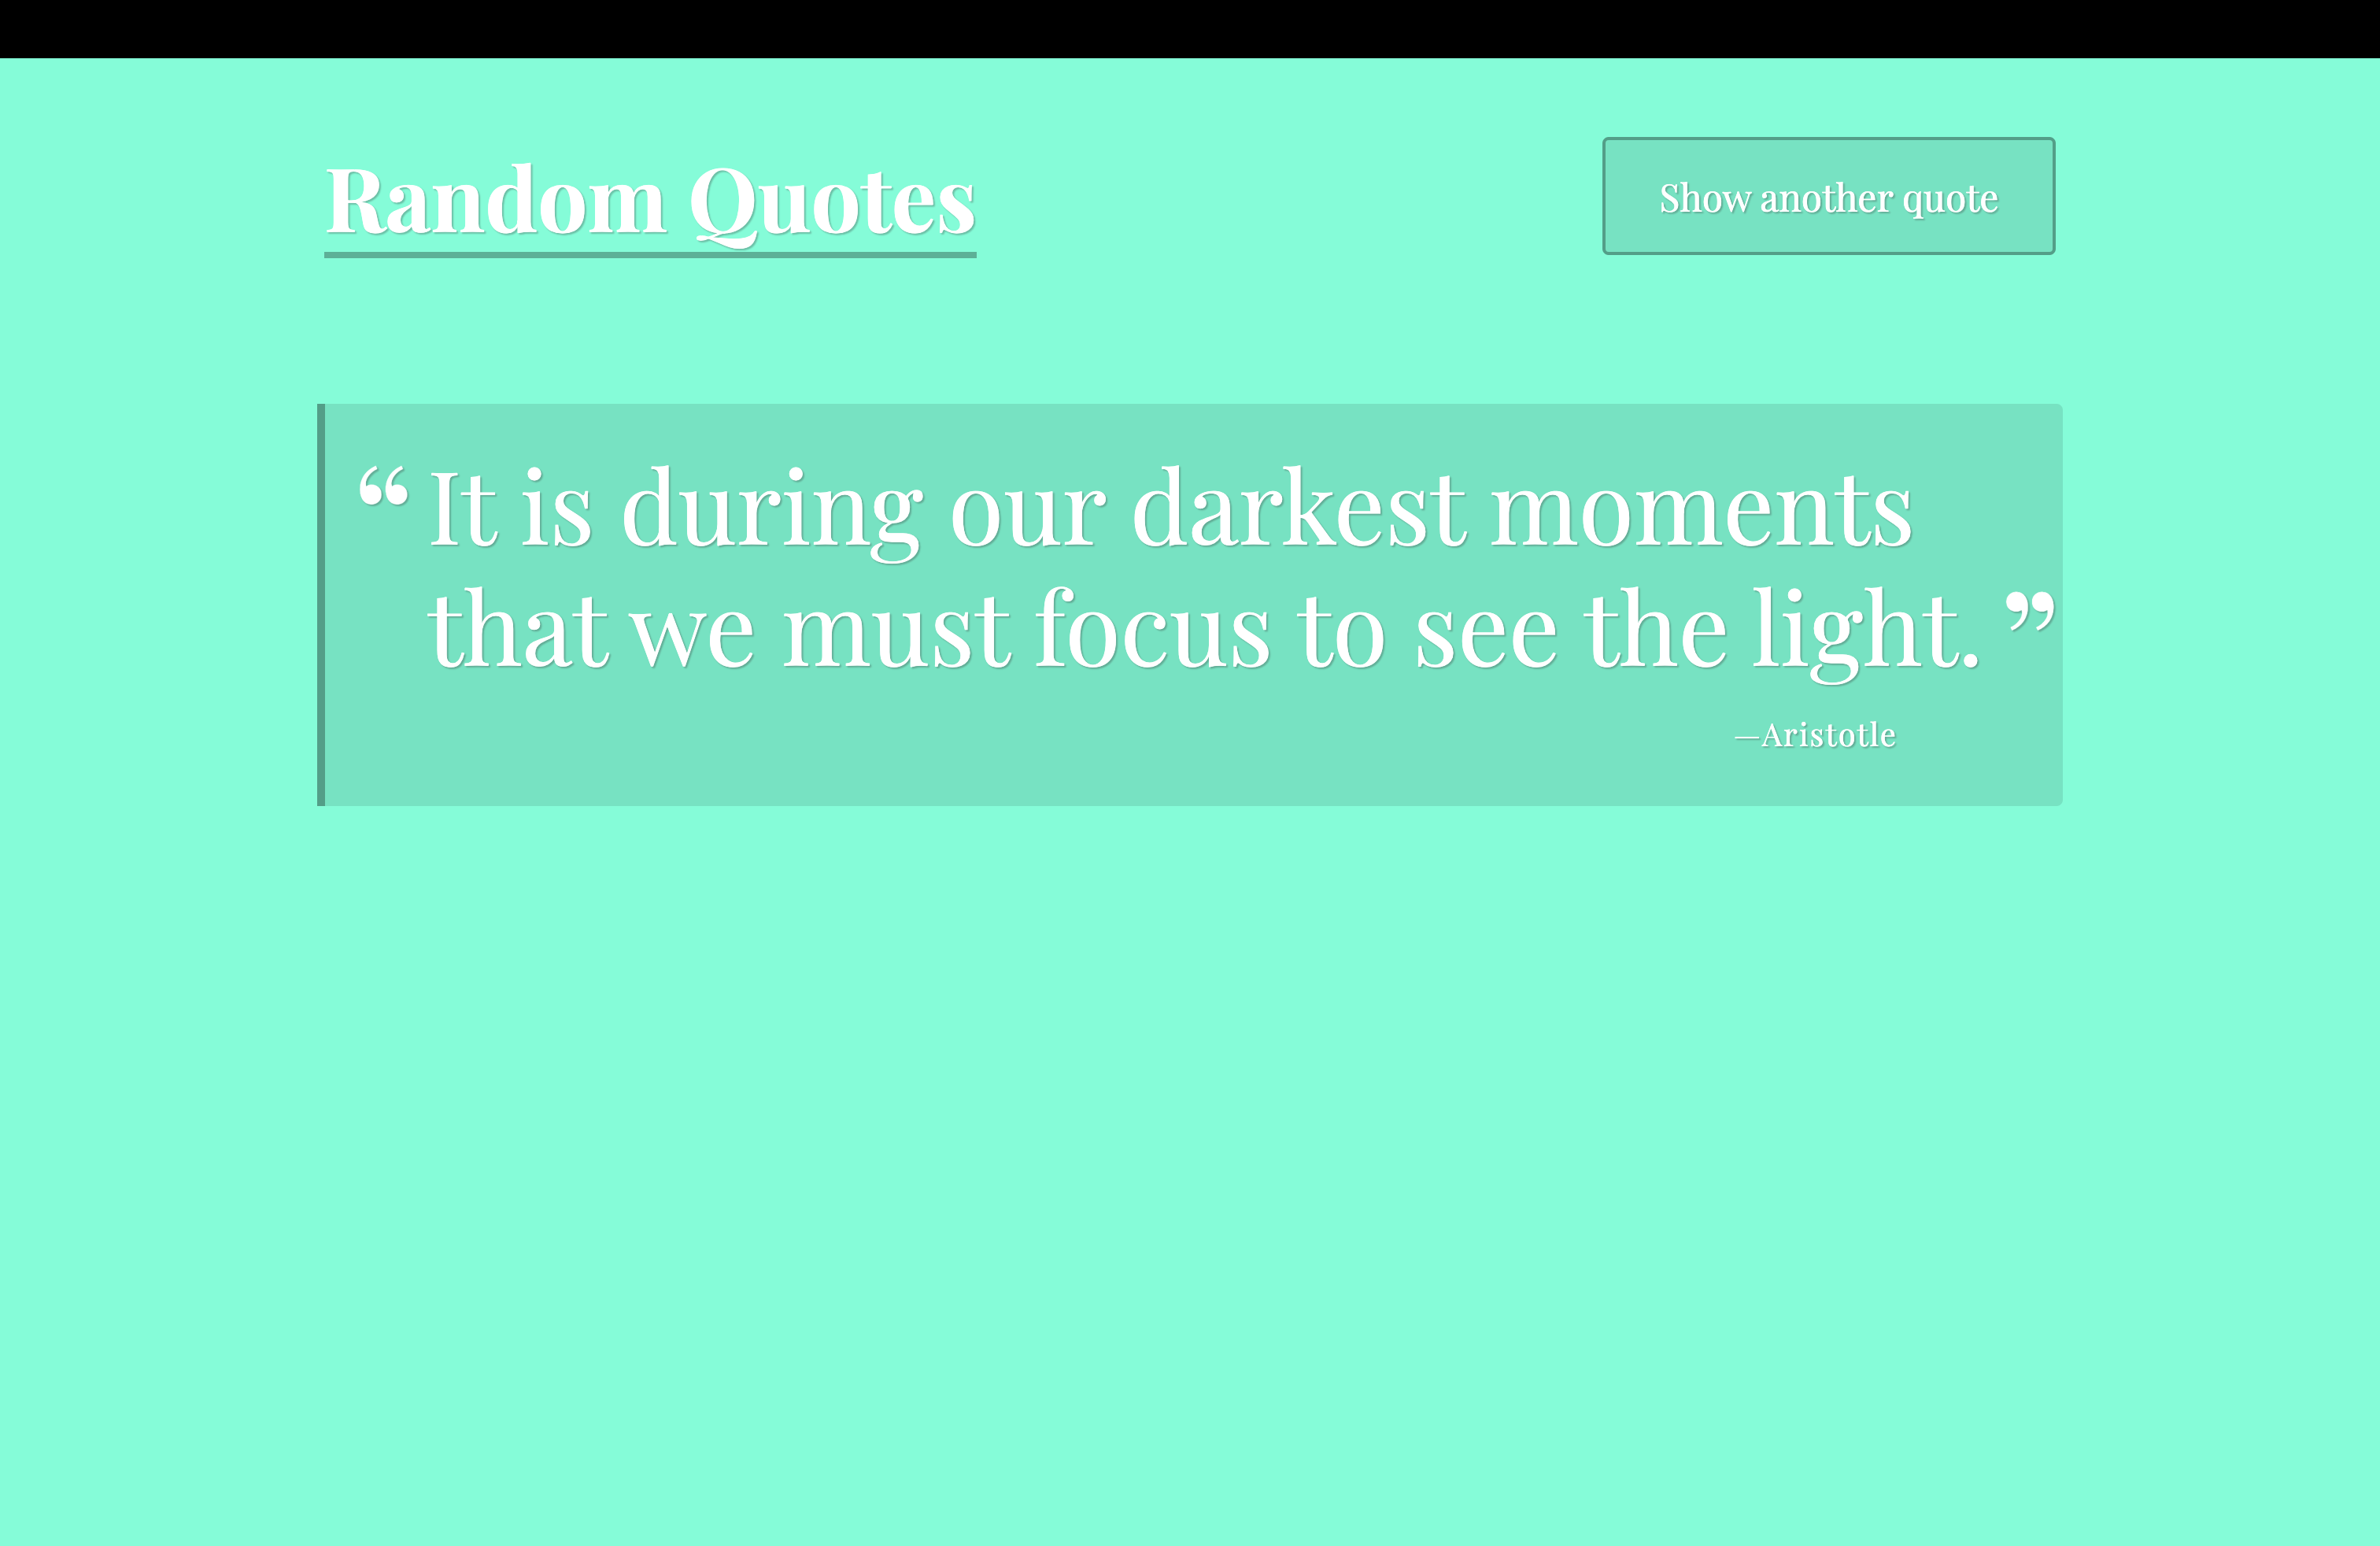 Random Quotes
Show another quote
“ It is during our darkest moments
that we must focus to see the light. ”
—Aristotle